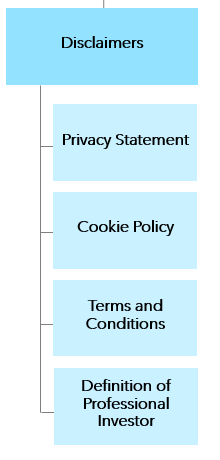 Disclaimers
Privacy Statement
Cookie Policy
Terms and
Conditions
Definition of
Professional
Investor